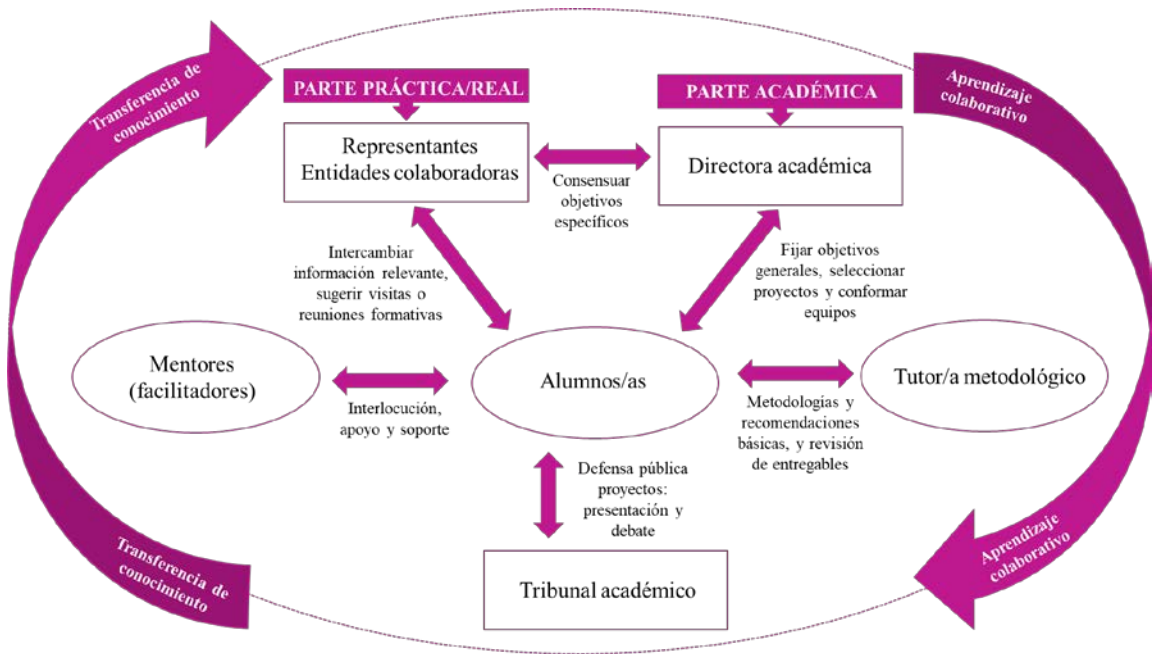 Transferencia de
conocimiento
PARTE PRÁCTICA/REAL
PARTE ACADÉMICA
Aprendizaje
colaborativo
Representantes
Entidades colaboradoras
Consensuar
objetivos
específicos
Directora académica
Intercambiar
información relevante,
sugerir visitas o
reuniones formativas
Fijar objetivos
generales, seleccionar
proyectos y conformar
equipos
Mentores
(facilitadores)
Interlocución,
apoyo y soporte
Alumnos/as
Metodologías y
recomendaciones
básicas, y revisión
de entregables
Tutor/a metodológico
Defensa pública
proyectos:
presentación y
debate
Tribunal académico
Transferencia de
conocimiento
Aprendizaje
colaborativo